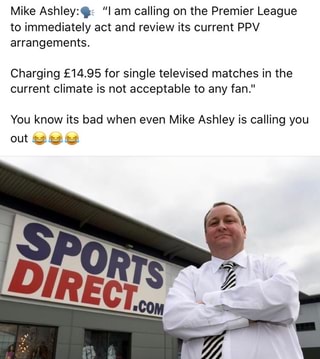 Mike Ashley:🗣 “I am calling on the Premier League
to immediately act and review its current PPV
arrangements.
Charging £14.95 for single televised matches in the
current climate is not acceptable to any fan."
You know its bad when even Mike Ashley is calling you
out 😂😂😂
SPORTS
DIRECT.COM